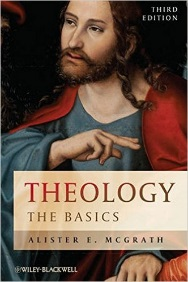 THIRD
EDITION
THEOLOGY
THE BASICS
ALISTER E. MCGRATH
WILEY-BLACKWELL